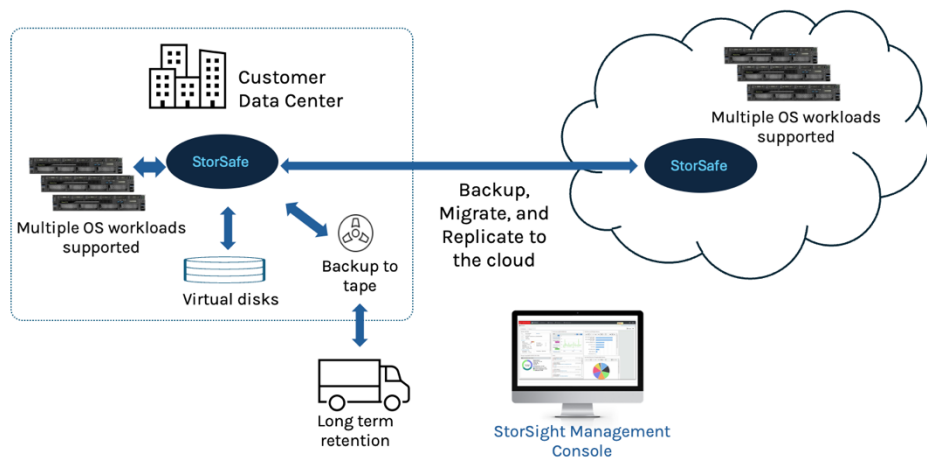 Customer
Data Center
StorSafe
Multiple OS workloads
supported
Virtual disks
Backup to
tape
Long term
retention
Backup,
Migrate, and
Replicate to
the cloud
Multiple OS workloads
supported
StorSafe
StorSight Management
Console